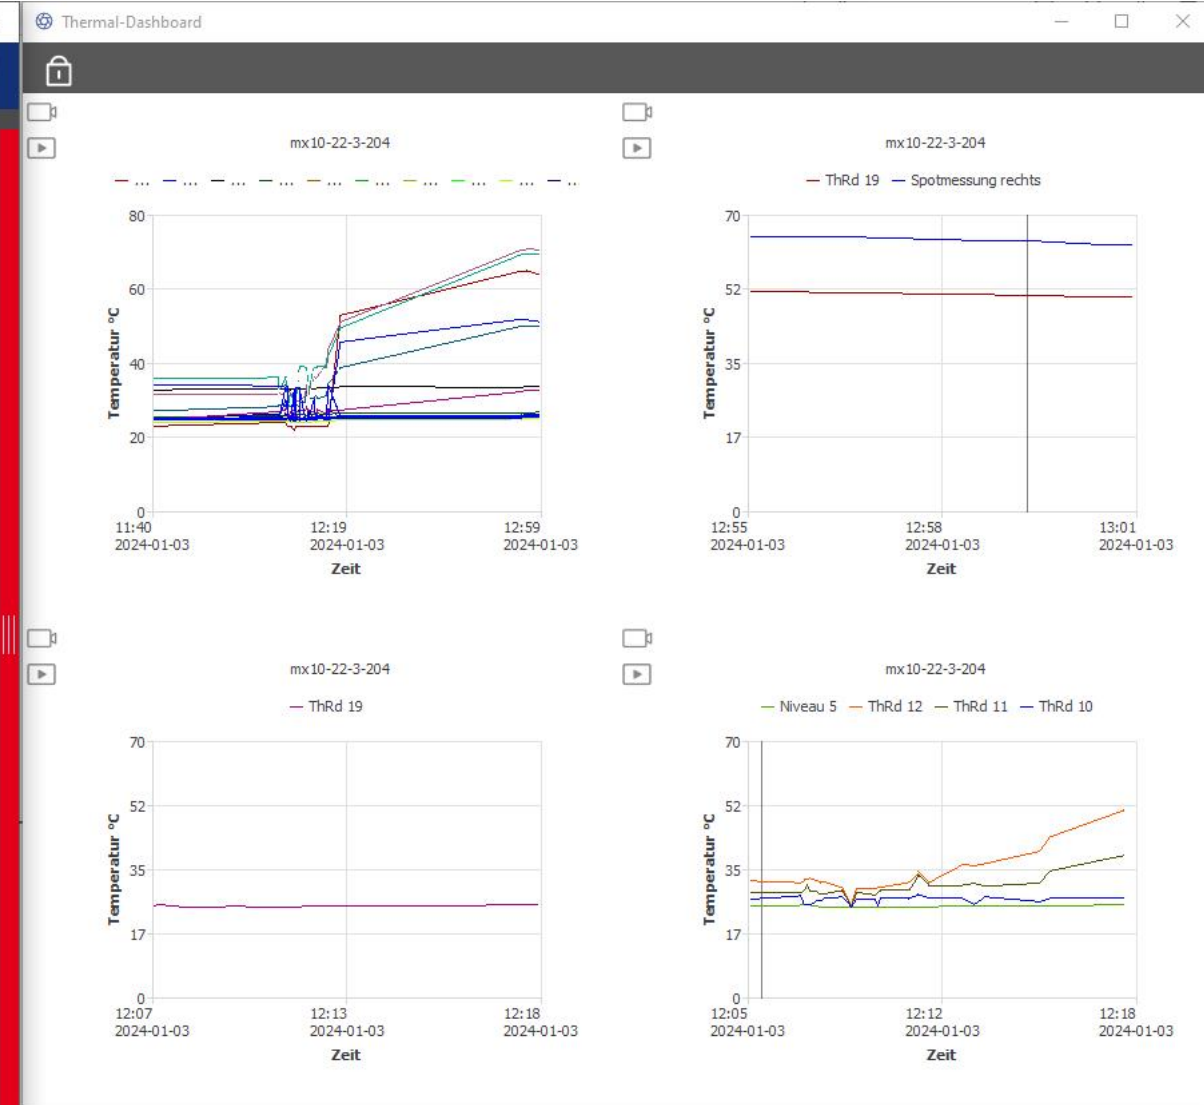 Thermal-Dashboard
mx10-22-3-204
... ... ... ... ... ... ... ... ... ..
80
60
40
20
0
Temperatur °C
11:40 12:19 12:59
2024-01-03 2024-01-03 2024-01-03
Zeit
mx10-22-3-204
ThRd 19 Spotmessung rechts
70
52
35
17
0
Temperatur °C
12:55 12:58 13:01
2024-01-03 2024-01-03 2024-01-03
Zeit
mx10-22-3-204
ThRd 19
70
52
35
17
0
Temperatur °C
12:07 12:13 12:18
2024-01-03 2024-01-03 2024-01-03
Zeit
mx10-22-3-204
Niveau 5 ThRd 12 ThRd 11 ThRd 10
70
52
35
17
0
Temperatur °C
12:05 12:12 12:18
2024-01-03 2024-01-03 2024-01-03
Zeit